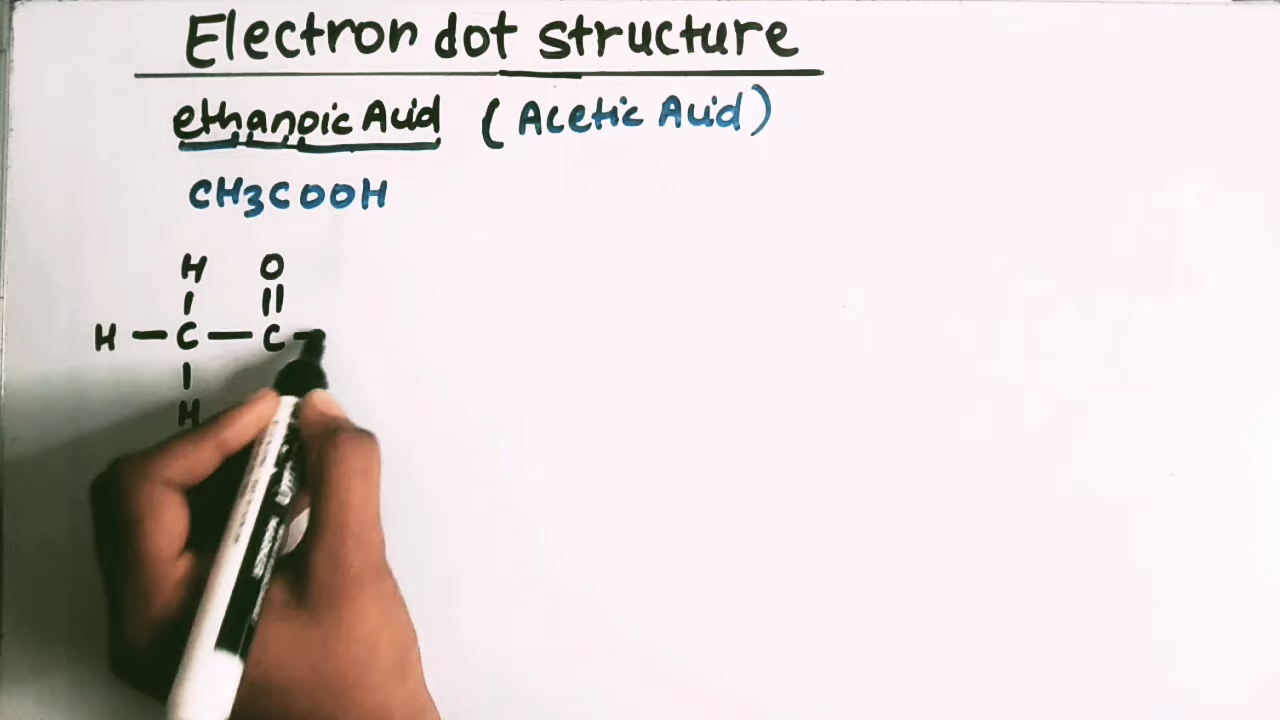 Electron dot structure
ethanoic Acid (Acetic Acid)
CH3COOH
H O
H — C — C —
H